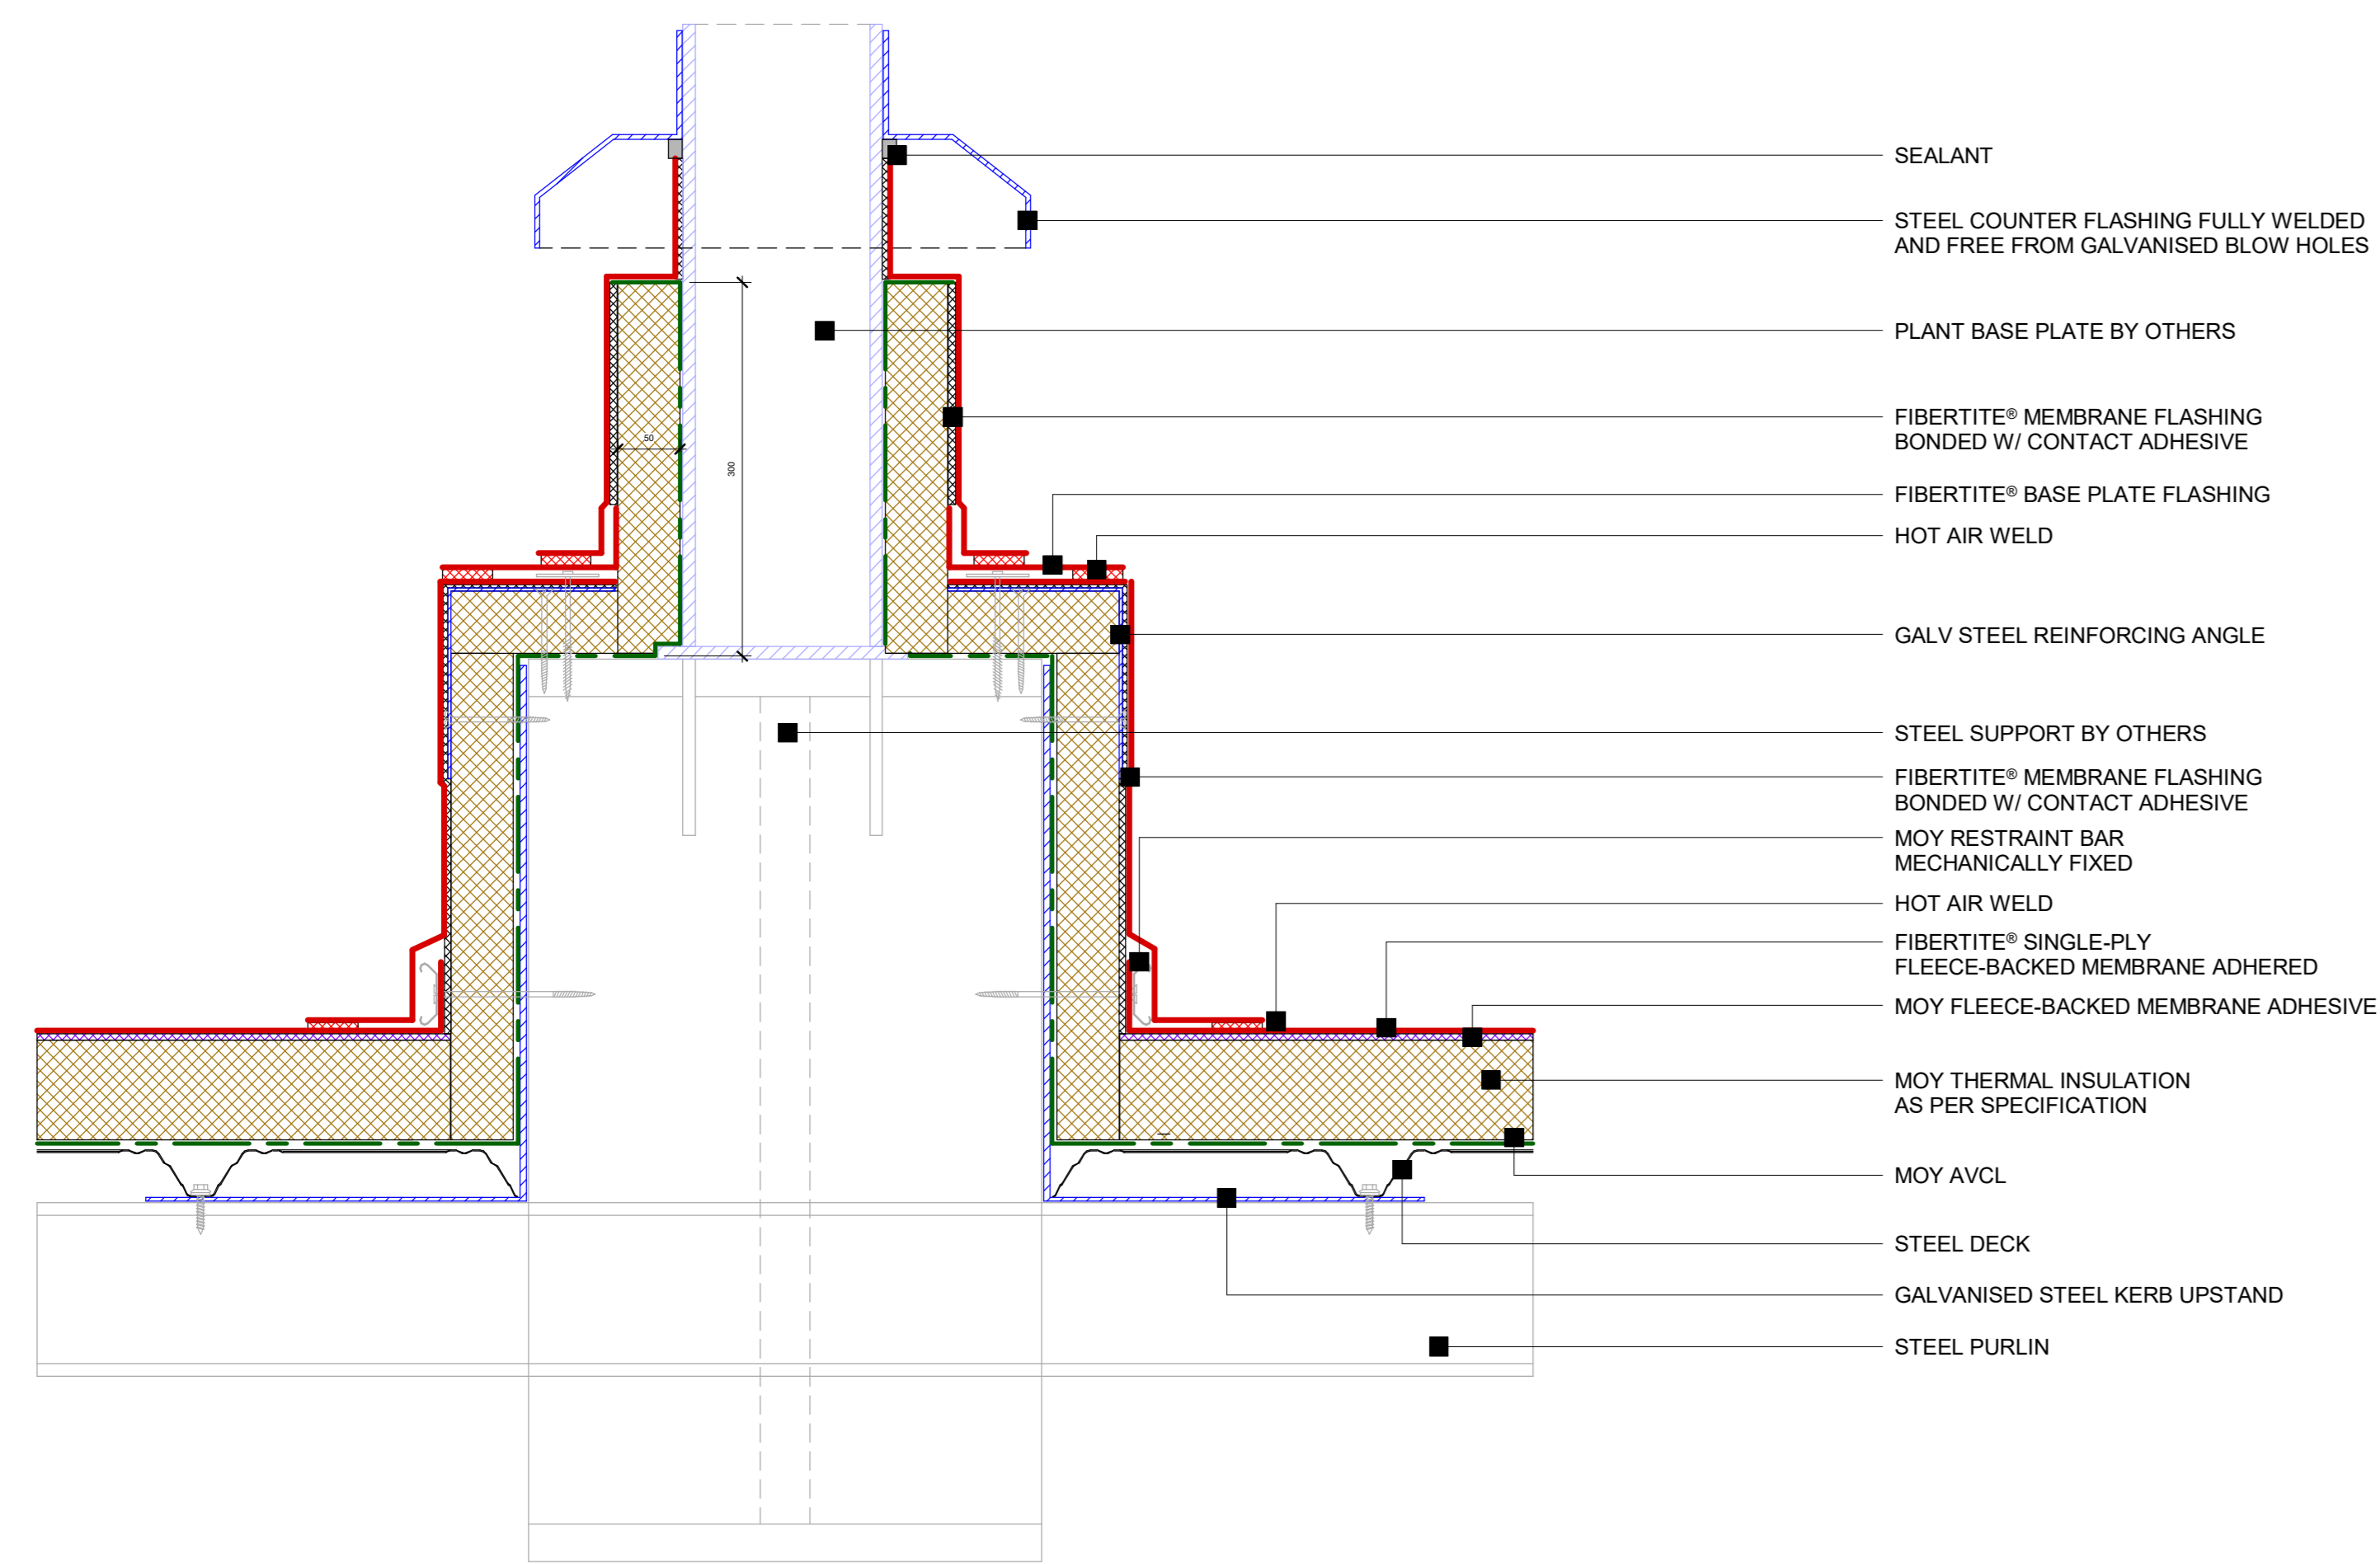 SEALANT
STEEL COUNTER FLASHING FULLY WELDED
AND FREE FROM GALVANISED BLOW HOLES
PLANT BASE PLATE BY OTHERS
FIBERTITE® MEMBRANE FLASHING
BONDED W/ CONTACT ADHESIVE
50
300
FIBERTITE® BASE PLATE FLASHING
HOT AIR WELD
GALV STEEL REINFORCING ANGLE
STEEL SUPPORT BY OTHERS
FIBERTITE® MEMBRANE FLASHING
BONDED W/ CONTACT ADHESIVE
MOY RESTRAINT BAR
MECHANICALLY FIXED
HOT AIR WELD
FIBERTITE® SINGLE-PLY
FLEECE-BACKED MEMBRANE ADHERED
MOY FLEECE-BACKED MEMBRANE ADHESIVE
MOY THERMAL INSULATION
AS PER SPECIFICATION
MOY AVCL
STEEL DECK
GALVANISED STEEL KERB UPSTAND
STEEL PURLIN